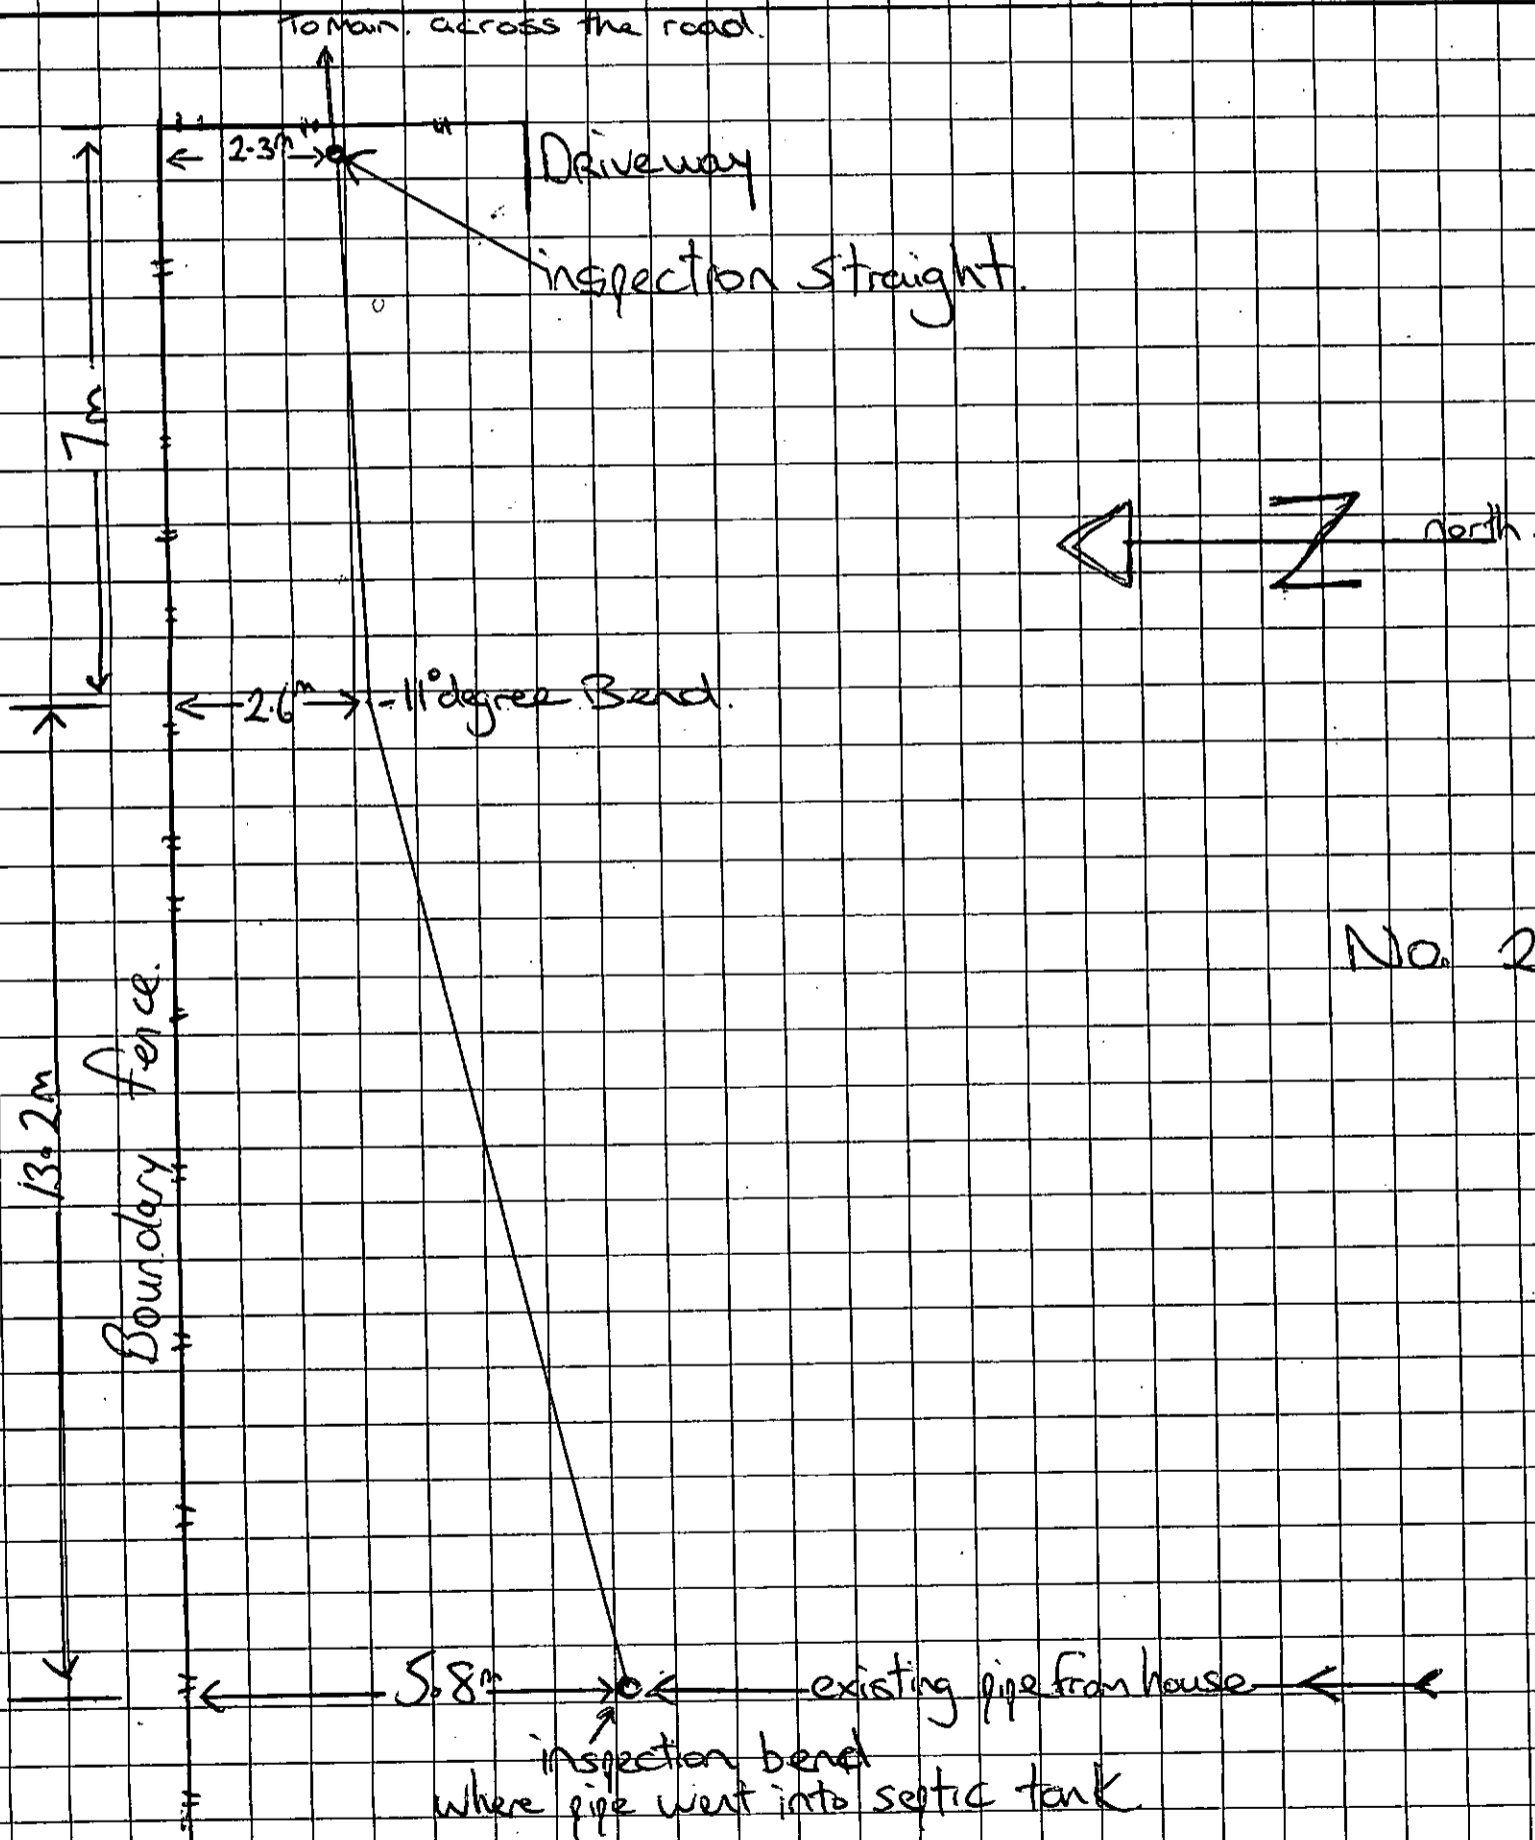 To main. across the road.
2.3m
Driveway
inspection straight.
7m
Z north.
2.6m
11° degree Bend.
No. 2
Boundary fence.
13.2m
5.8m
existing pipe from house
inspection bend
where pipe went into septic tank